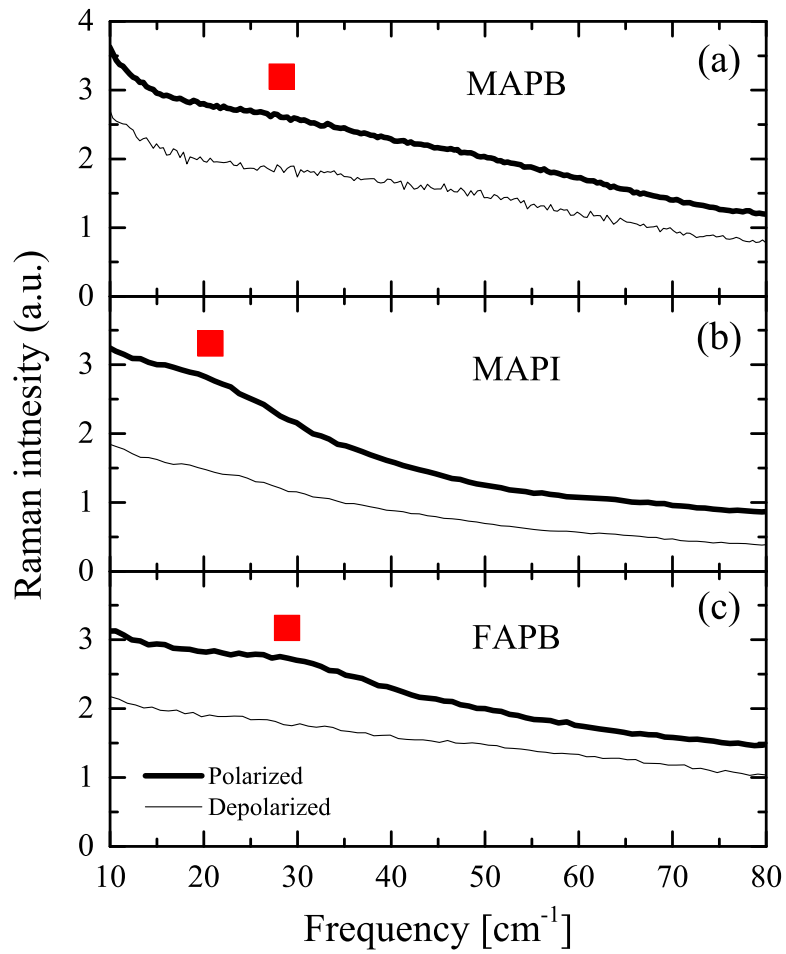 4
(a)
MAPB
3
2
1
0
(b)
MAPI
3
2
1
0
(c)
FAPB
3
2
1
0
Polarized
Depolarized
10 20 30 40 50 60 70 80
Frequency [cm⁻¹]
Raman intnesity (a.u.)